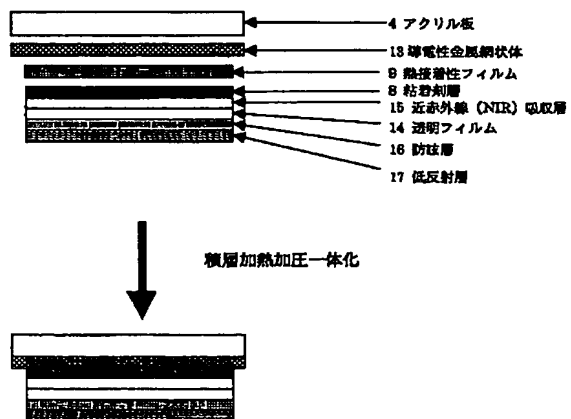 4 アクリル板
13 導電性金属網状体
9 熱接着性フィルム
8 粘着剤層
15 近赤外線(NIR)吸収層
14 透明フィルム
16 防眩層
17 低反射層
積層加熱加圧一体化